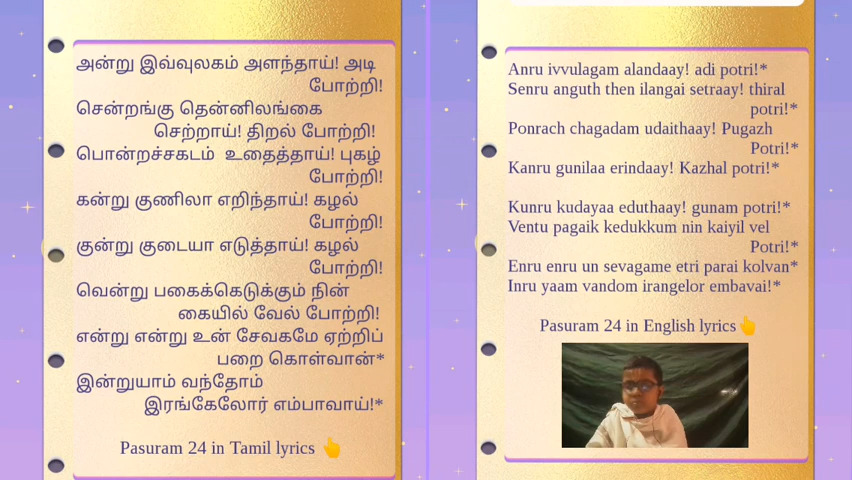 அன்று இவ்வுலகம் அளந்தாய்! அடி
போற்றி!
சென்றங்கு தென்னிலங்கை
செற்றாய்! திறல் போற்றி!
பொன்றச்சகடம் உதைத்தாய்! புகழ்
போற்றி!
கன்று குணிலா எறிந்தாய்! கழல்
போற்றி!
குன்று குடையா எடுத்தாய்! கழல்
போற்றி!
வென்று பகைக்கெடுக்கும் நின்
கையில் வேல் போற்றி!
என்று என்று உன் சேவகமே ஏற்றிப்
பறை கொள்வான்*
இன்றுயாம் வந்தோம்
இரங்கேலோர் எம்பாவாய்!*
Pasuram 24 in Tamil lyrics 👆
Anru ivvulagam alandaay! adi potri!*
Senru anguth then ilangai setraay! thiral
potri!*
Ponrach chagadam udaithaay! Pugazh
Potri!*
Kanru gunilaa erindaay! Kazhal potri!*
Kunru kudayaa eduthaay! gunam potri!*
Ventu pagaik kedukkum nin kaiyil vel
Potri!*
Enru enru un sevagame etri parai kolvan*
Inru yaam vandom irangelor embavai!*
Pasuram 24 in English lyrics👆